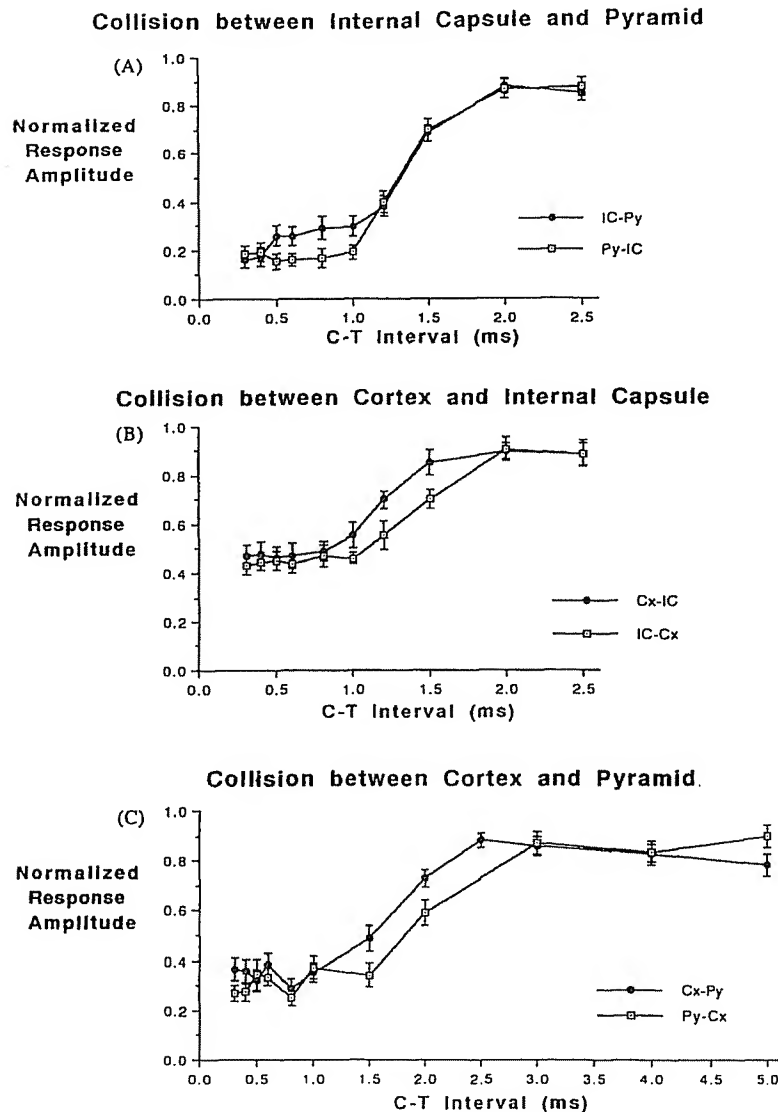 Collision between Internal Capsule and Pyramid
(A)
Normalized
Response
Amplitude
1.0
0.8
0.6
0.4
0.2
0.0
IC-Py
Py-IC
0.0 0.5 1.0 1.5 2.0 2.5
C-T Interval (ms)
Collision between Cortex and Internal Capsule
(B)
Normalized
Response
Amplitude
1.0
0.8
0.6
0.4
0.2
0.0
Cx-IC
IC-Cx
0.0 0.5 1.0 1.5 2.0 2.5
C-T Interval (ms)
Collision between Cortex and Pyramid.
(C)
Normalized
Response
Amplitude
1.0
0.8
0.6
0.4
0.2
0.0
Cx-Py
Py-Cx
0.0 0.5 1.0 1.5 2.0 2.5 3.0 3.5 4.0 4.5 5.0
C-T Interval (ms)